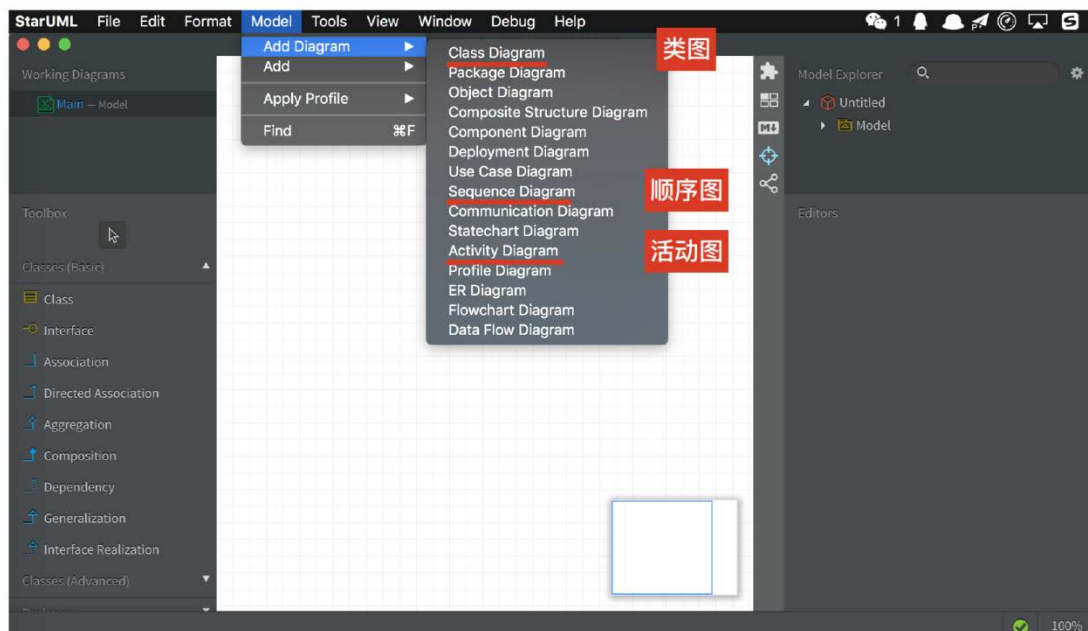 StarUML File Edit Format Model Tools View Window Debug Help 1
Add Diagram
Add
Apply Profile
Find ⌘F
Class Diagram
Package Diagram
Object Diagram
Composite Structure Diagram
Component Diagram
Deployment Diagram
Use Case Diagram
Sequence Diagram
Communication Diagram
Statechart Diagram
Activity Diagram
Profile Diagram
ER Diagram
Flowchart Diagram
Data Flow Diagram
类图
顺序图
活动图
Working Diagrams
Main — Model
Toolbox
Classes (Basic)
Class
Interface
Association
Directed Association
Aggregation
Composition
Dependency
Generalization
Interface Realization
Classes (Advanced)
Model Explorer
Untitled
Model
Editors
100%